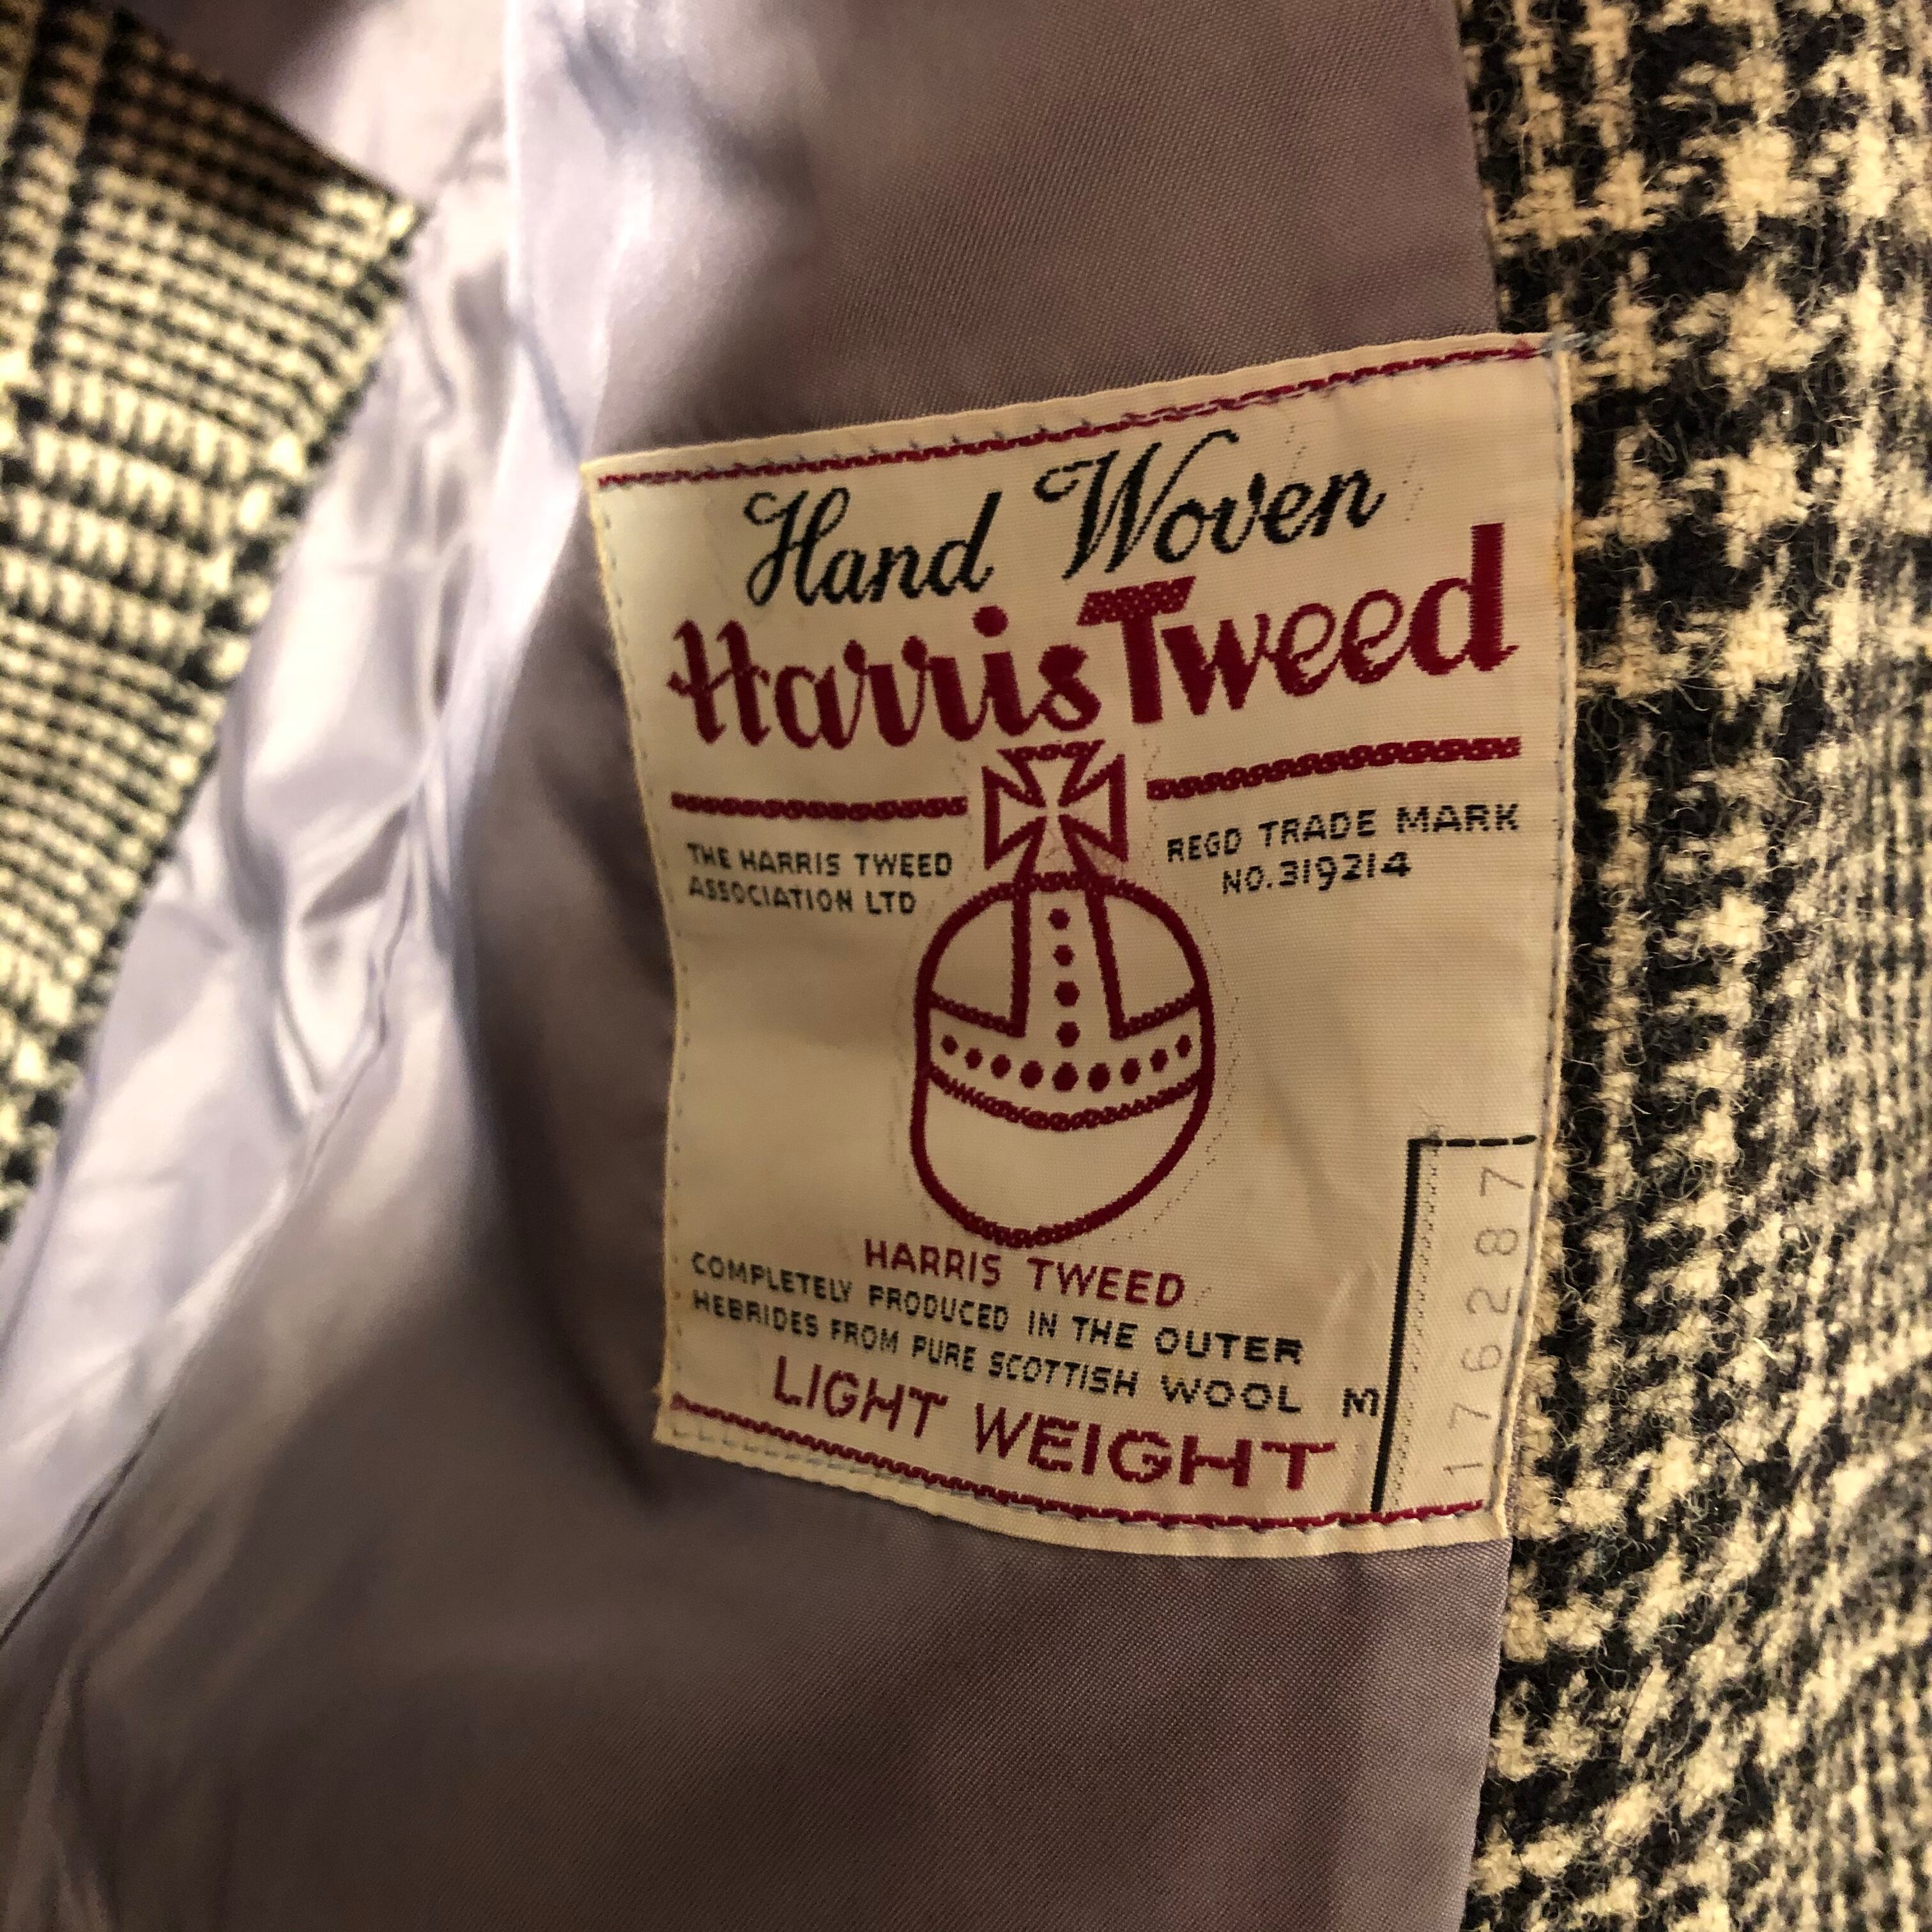 Hand Woven
Harris Tweed
THE HARRIS TWEED
ASSOCIATION LTD
REGD TRADE MARK
NO.319214
HARRIS TWEED
COMPLETELY PRODUCED IN THE OUTER
HEBRIDES FROM PURE SCOTTISH WOOL M
LIGHT WEIGHT
176287